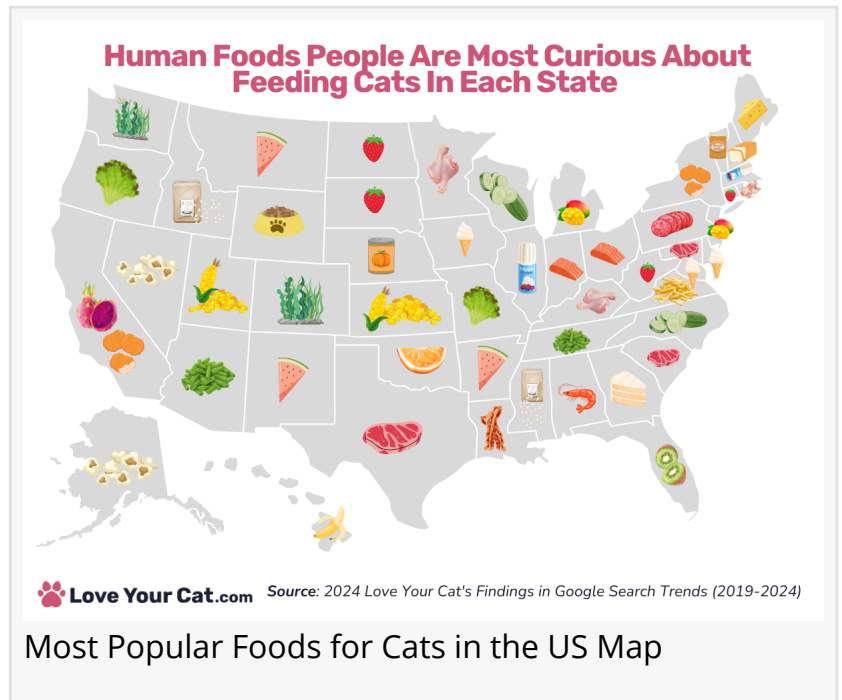 Human Foods People Are Most Curious About
Feeding Cats In Each State
Love Your Cat.com
Source: 2024 Love Your Cat's Findings in Google Search Trends (2019-2024)
Most Popular Foods for Cats in the US Map